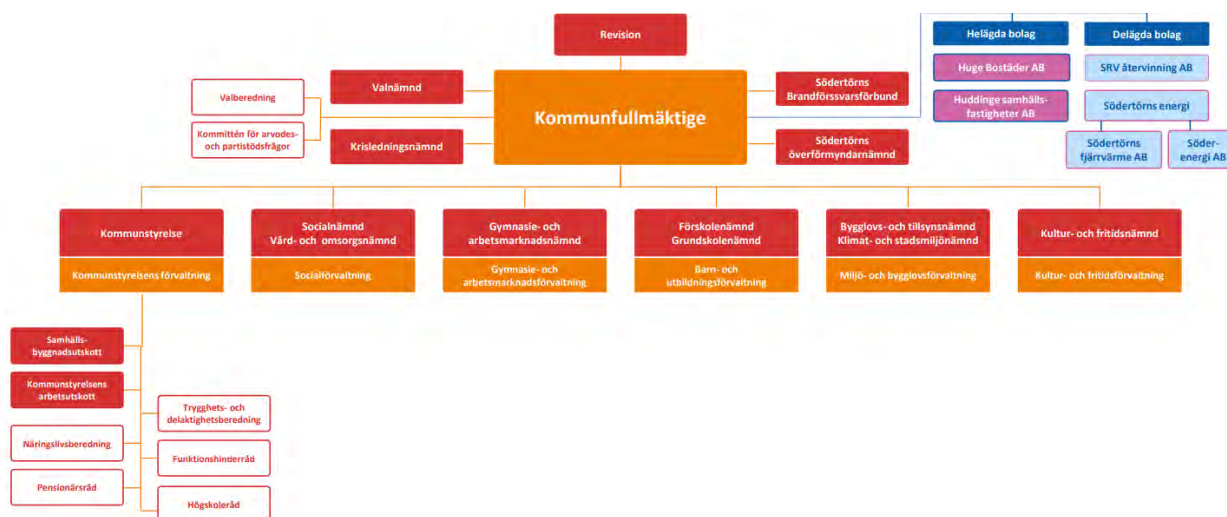 Revision
Helägda bolag
Delägda bolag
Huge Bostäder AB
SRV återvinning AB
Huddinge samhälls-
fastigheter AB
Södertörns energi
Södertörns
fjärrvärme AB
Söder-
energi AB
Valberedning
Kommittén för arvodes-
och partistödsfrågor
Valnämnd
Krisledningsnämnd
Kommunfullmäktige
Södertörns
Brandförssvarsförbund
Södertörns
överförmyndarnämnd
Kommunstyrelse
Kommunstyrelsens förvaltning
Socialnämnd
Vård- och omsorgsnämnd
Socialförvaltning
Gymnasie- och
arbetsmarknadsnämnd
Gymnasie- och
arbetsmarknadsförvaltning
Förskolenämnd
Grundskolenämnd
Barn- och
utbildningsförvaltning
Bygglovs- och tillsynsnämnd
Klimat- och stadsmiljönämnd
Miljö- och bygglovsförvaltning
Kultur- och fritidsnämnd
Kultur- och fritidsförvaltning
Samhälls-
byggnadsutskott
Kommunstyrelsens
arbetsutskott
Trygghets- och
delaktighetsberedning
Näringslivsberedning
Funktionshinderråd
Pensionärsråd
Högskoleråd